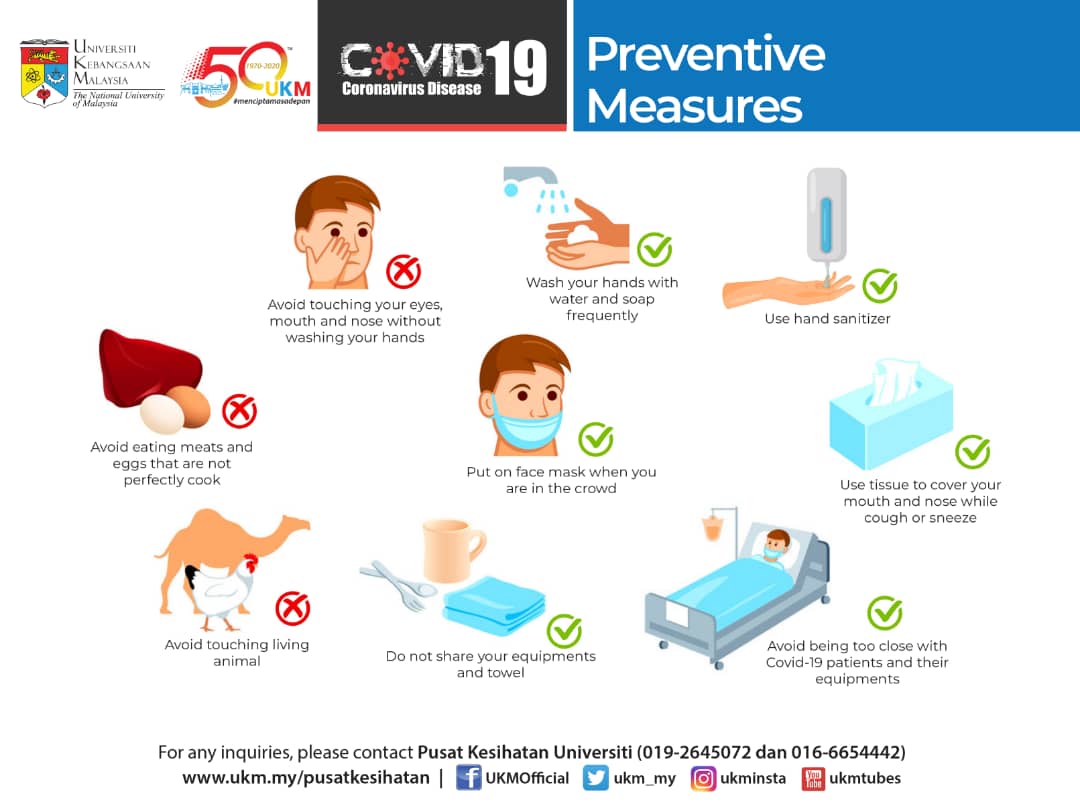 UNIVERSITI
KEBANGSAAN
MALAYSIA
The National University
of Malaysia
50
1970-2020
UKM
#menciptamasadepan
COVID 19
Coronavirus Disease
Preventive
Measures
Avoid touching your eyes,
mouth and nose without
washing your hands
Wash your hands with
water and soap
frequently
Use hand sanitizer
Avoid eating meats and
eggs that are not
perfectly cook
Put on face mask when you
are in the crowd
Use tissue to cover your
mouth and nose while
cough or sneeze
Avoid touching living
animal
Do not share your equipments
and towel
Avoid being too close with
Covid-19 patients and their
equipments
For any inquiries, please contact Pusat Kesihatan Universiti (019-2645072 dan 016-6654442)
www.ukm.my/pusatkesihatan | f UKMOfficial ukm_my ukminsta You Tube ukmtubes